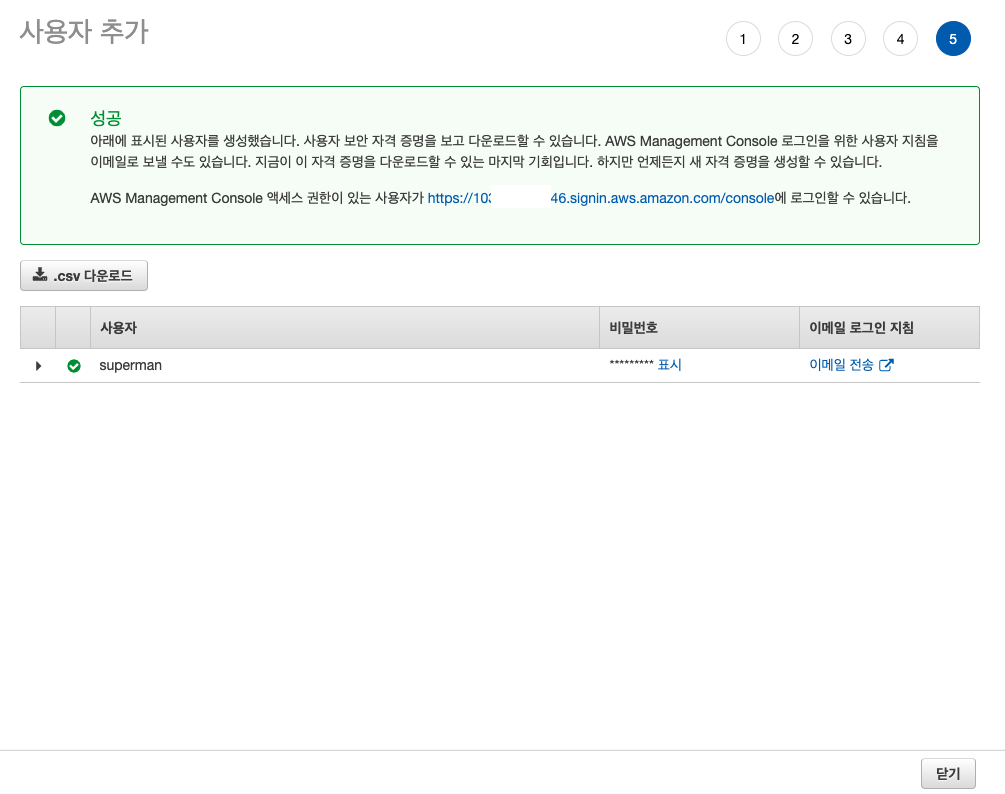 사용자 추가
1 2 3 4 5
성공
아래에 표시된 사용자를 생성했습니다. 사용자 보안 자격 증명을 보고 다운로드할 수 있습니다. AWS Management Console 로그인을 위한 사용자 지침을
이메일로 보낼 수도 있습니다. 지금이 이 자격 증명을 다운로드할 수 있는 마지막 기회입니다. 하지만 언제든지 새 자격 증명을 생성할 수 있습니다.
AWS Management Console 액세스 권한이 있는 사용자가 https://103 46.signin.aws.amazon.com/console에 로그인할 수 있습니다.
.csv 다운로드
사용자 비밀번호 이메일 로그인 지침
superman ********* 표시 이메일 전송
닫기